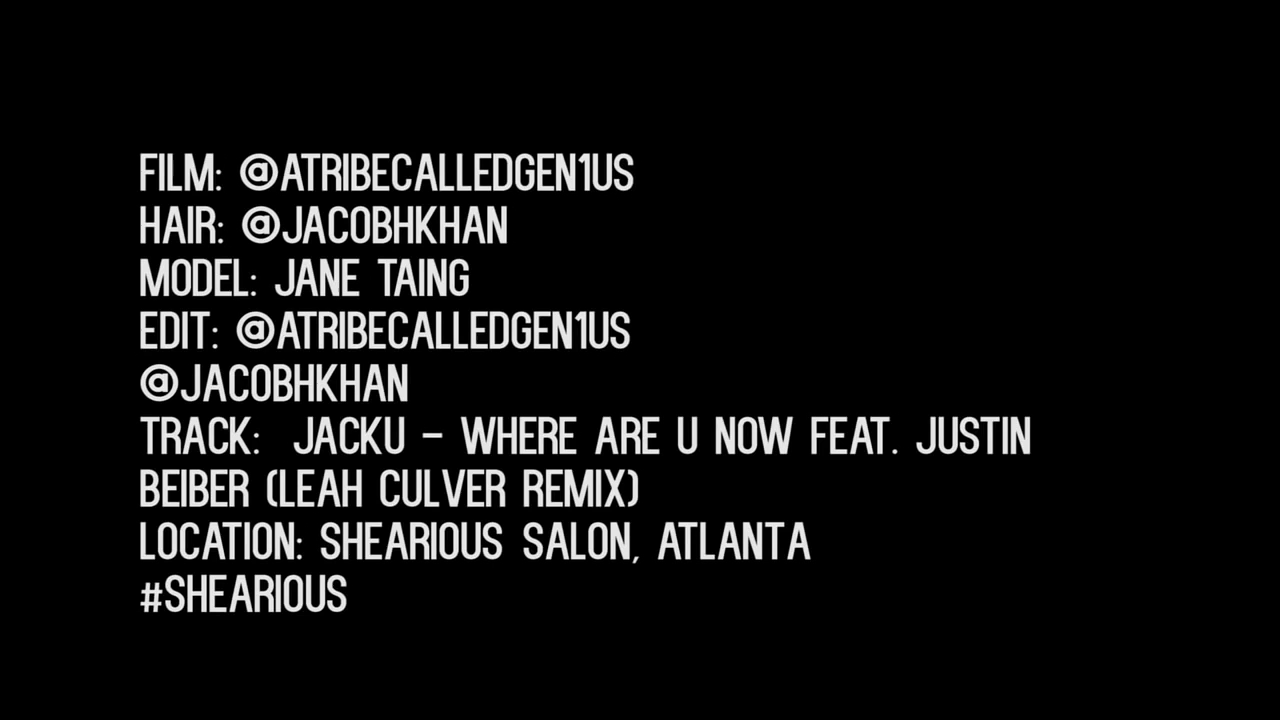 FILM: @ATRIBECALLEDGEN1US
HAIR: @JACOBHKHAN
MODEL: JANE TAING
EDIT: @ATRIBECALLEDGEN1US
@JACOBHKHAN
TRACK:  JACKU - WHERE ARE U NOW FEAT. JUSTIN
BEIBER (LEAH CULVER REMIX)
LOCATION: SHEARIOUS SALON, ATLANTA
#SHEARIOUS